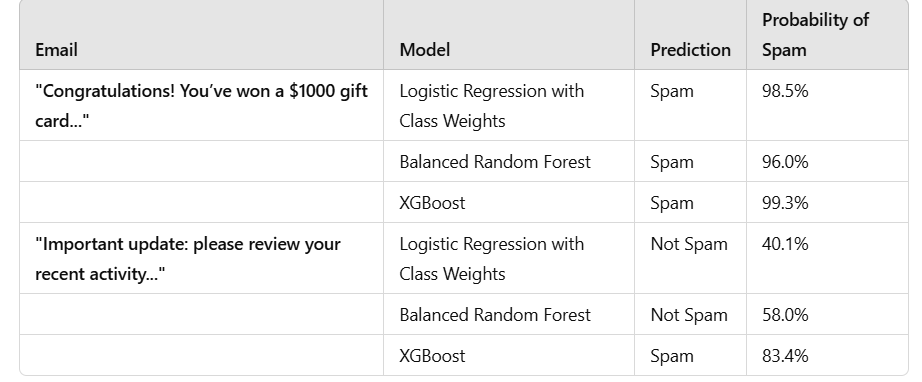 Email Model Prediction Probability of
Spam
"Congratulations! You’ve won a $1000 gift
card..."
Logistic Regression with
Class Weights
Spam 98.5%
Balanced Random Forest Spam 96.0%
XGBoost Spam 99.3%
"Important update: please review your
recent activity..."
Logistic Regression with
Class Weights
Not Spam 40.1%
Balanced Random Forest Not Spam 58.0%
XGBoost Spam 83.4%